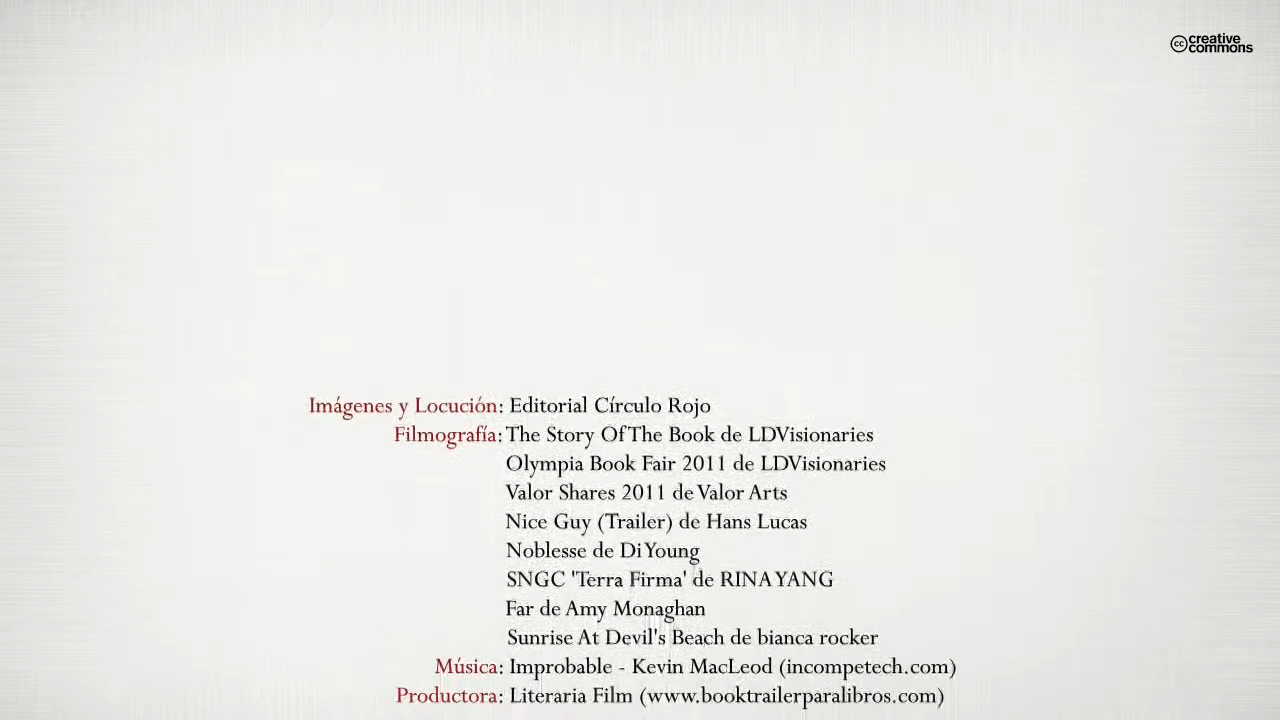 cc creative
commons
Imágenes y Locución: Editorial Círculo Rojo
Filmografía: The Story Of The Book de LDVisionaries
Olympia Book Fair 2011 de LDVisionaries
Valor Shares 2011 de Valor Arts
Nice Guy (Trailer) de Hans Lucas
Noblesse de Di Young
SNGC 'Terra Firma' de RINA YANG
Far de Amy Monaghan
Sunrise At Devil's Beach de bianca rocker
Música: Improbable - Kevin MacLeod (incompetech.com)
Productora: Literaria Film (www.booktrailerparalibros.com)